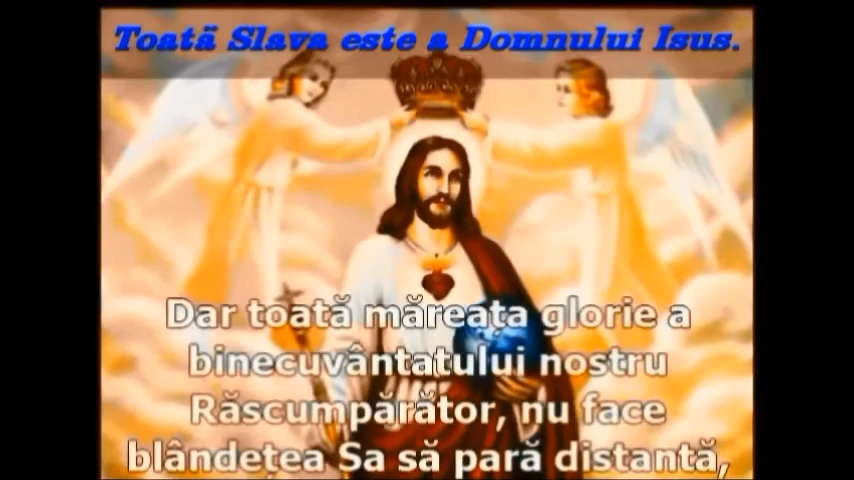 Toată Slava este a Domnului Isus.
Dar toată măreața glorie a
binecuvântatului nostru
Răscumpărător, nu face
blândețea Sa să pară distantă,